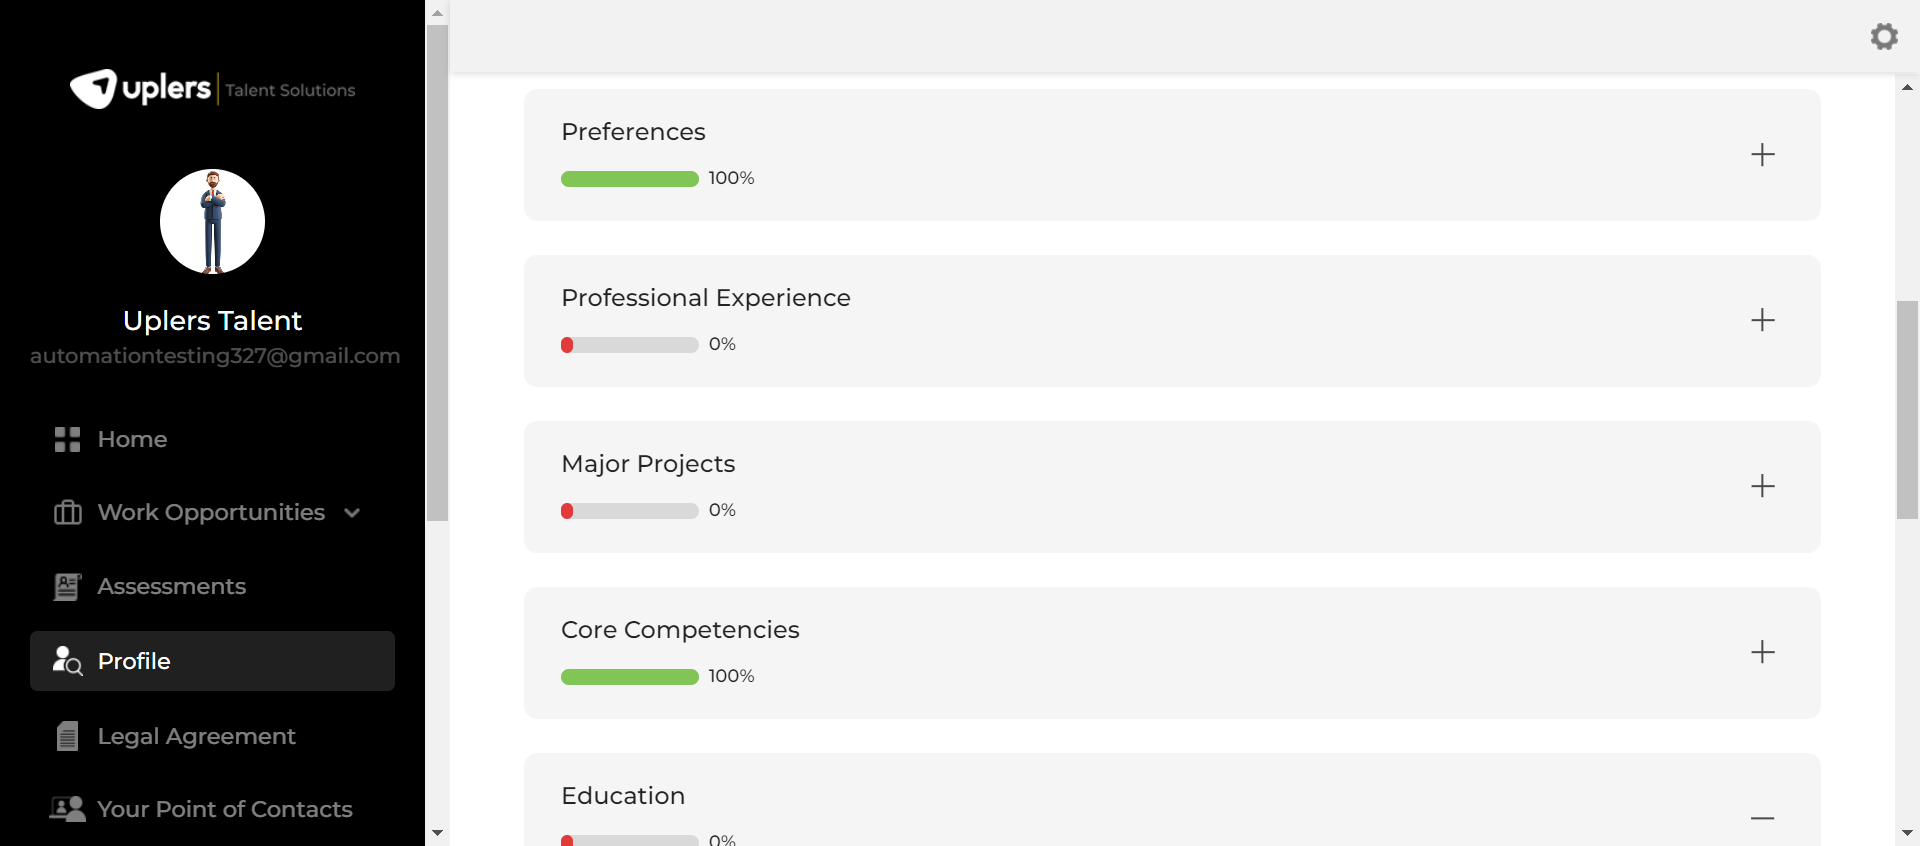 uplers | Talent Solutions
Uplers Talent
automationtesting327@gmail.com
Home
Work Opportunities
Assessments
Profile
Legal Agreement
Your Point of Contacts
Preferences
100%
Professional Experience
0%
Major Projects
0%
Core Competencies
100%
Education
0%